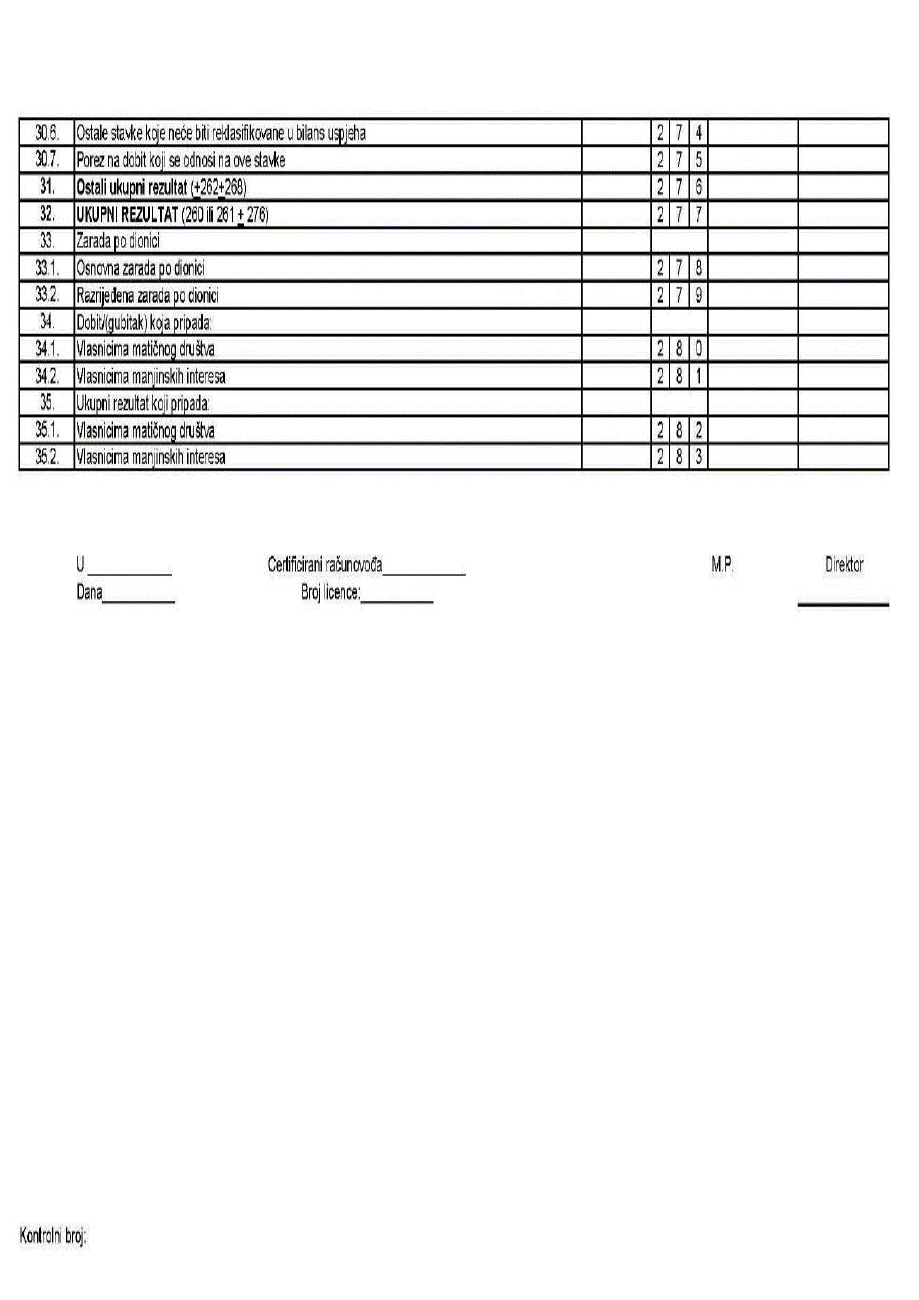 30.6. Ostale stavke koje neće biti reklasifikovane u bilans uspjeha 2 7 4
30.7. Porez na dobit koji se odnosi na ove stavke 2 7 5
31. Ostali ukupni rezultat (±262±268) 2 7 6
32. UKUPNI REZULTAT (260 ili 261 ± 276) 2 7 7
33. Zarada po dionici
33.1. Osnovna zarada po dionici 2 7 8
33.2. Razrijeđena zarada po dionici 2 7 9
34. Dobit/(gubitak) koja pripada:
34.1. Vlasnicima matičnog društva 2 8 0
34.2. Vlasnicima manjinskih interesa 2 8 1
35. Ukupni rezultat koji pripada:
35.1. Vlasnicima matičnog društva 2 8 2
35.2. Vlasnicima manjinskih interesa 2 8 3
U ____________ Certificirani računovođa____________ M.P. Direktor
Dana__________ Broj licence:__________
Kontrolni broj: